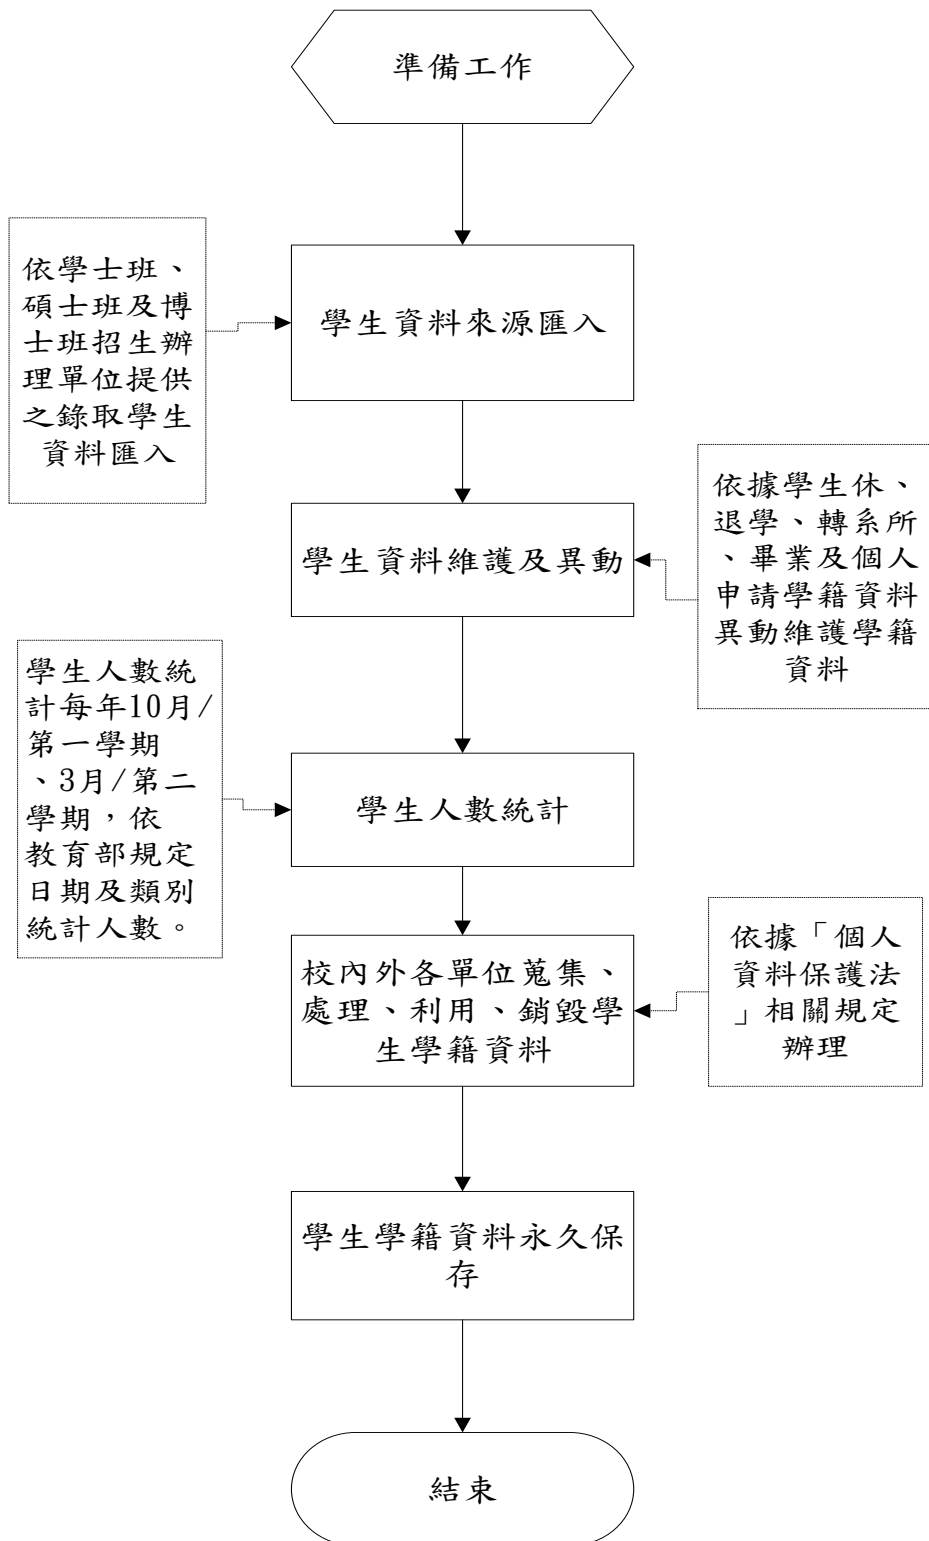 準備工作
依學士班、
碩士班及博
士班招生辦
理單位提供
之錄取學生
資料匯入
學生資料來源匯入
依據學生休、
退學、轉系所
、畢業及個人
申請學籍資料
異動維護學籍
資料
學生資料維護及異動
學生人數統
計每年10月/
第一學期
、3月/第二
學期，依
教育部規定
日期及類別
統計人數。
學生人數統計
校內外各單位蒐集、
處理、利用、銷毀學
生學籍資料
依據「個人
資料保護法
」相關規定
辦理
學生學籍資料永久保
存
結束